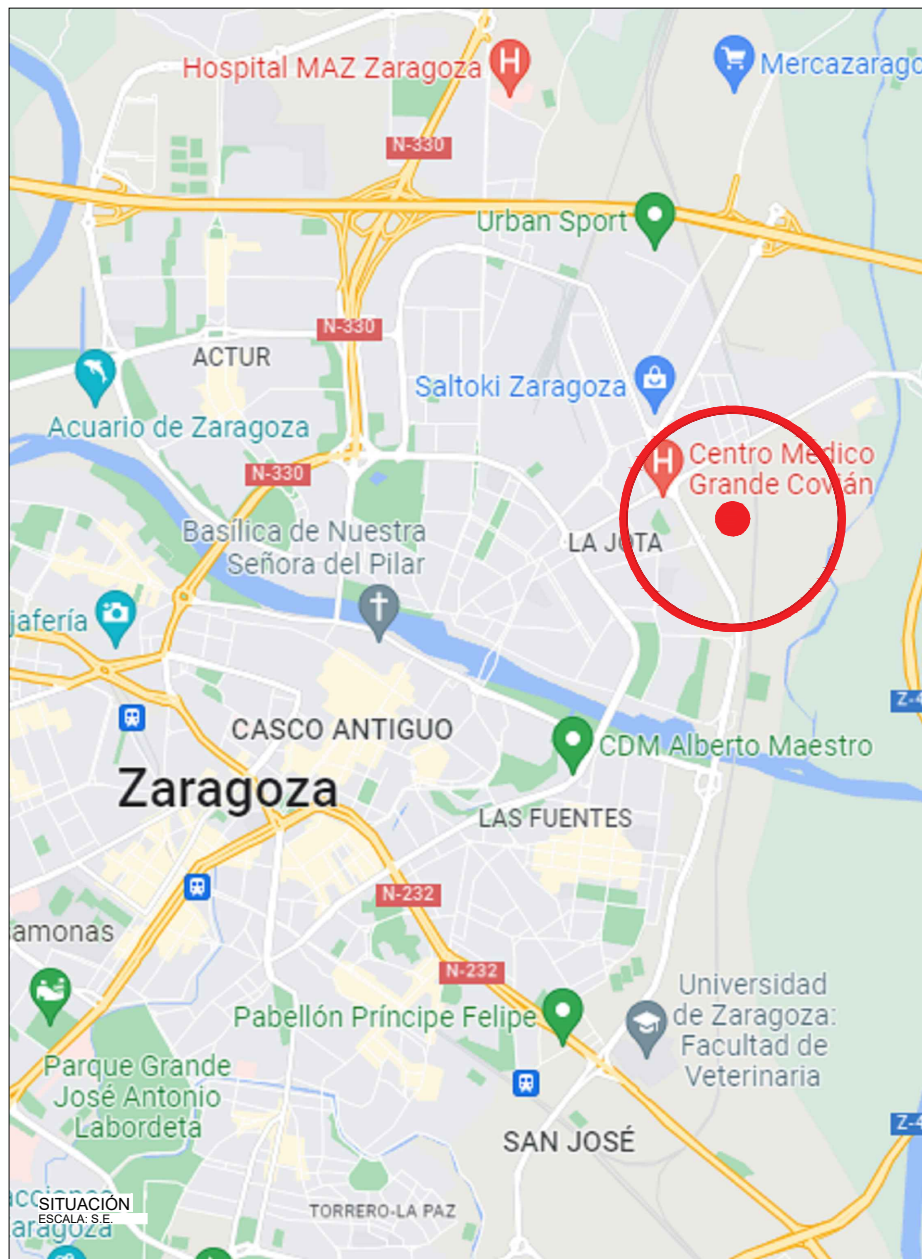 Hospital MAZ Zaragoza
Mercazarago
N-330
Urban Sport
N-330
ACTUR
Saltoki Zaragoza
Acuario de Zaragoza
Centro Médico
Grande Covián
N-330
Basílica de Nuestra
Señora del Pilar
LA JOTA
jafería
Z-4
CASCO ANTIGUO
CDM Alberto Maestro
Zaragoza
LAS FUENTES
N-232
amonas
N-232
Universidad
de Zaragoza:
Facultad de
Veterinaria
Pabellón Príncipe Felipe
Parque Grande
José Antonio
Labordeta
Z-4
SAN JOSÉ
SITUACIÓN
ESCALA: S.E.
TORRERO-LA PAZ
aragoza